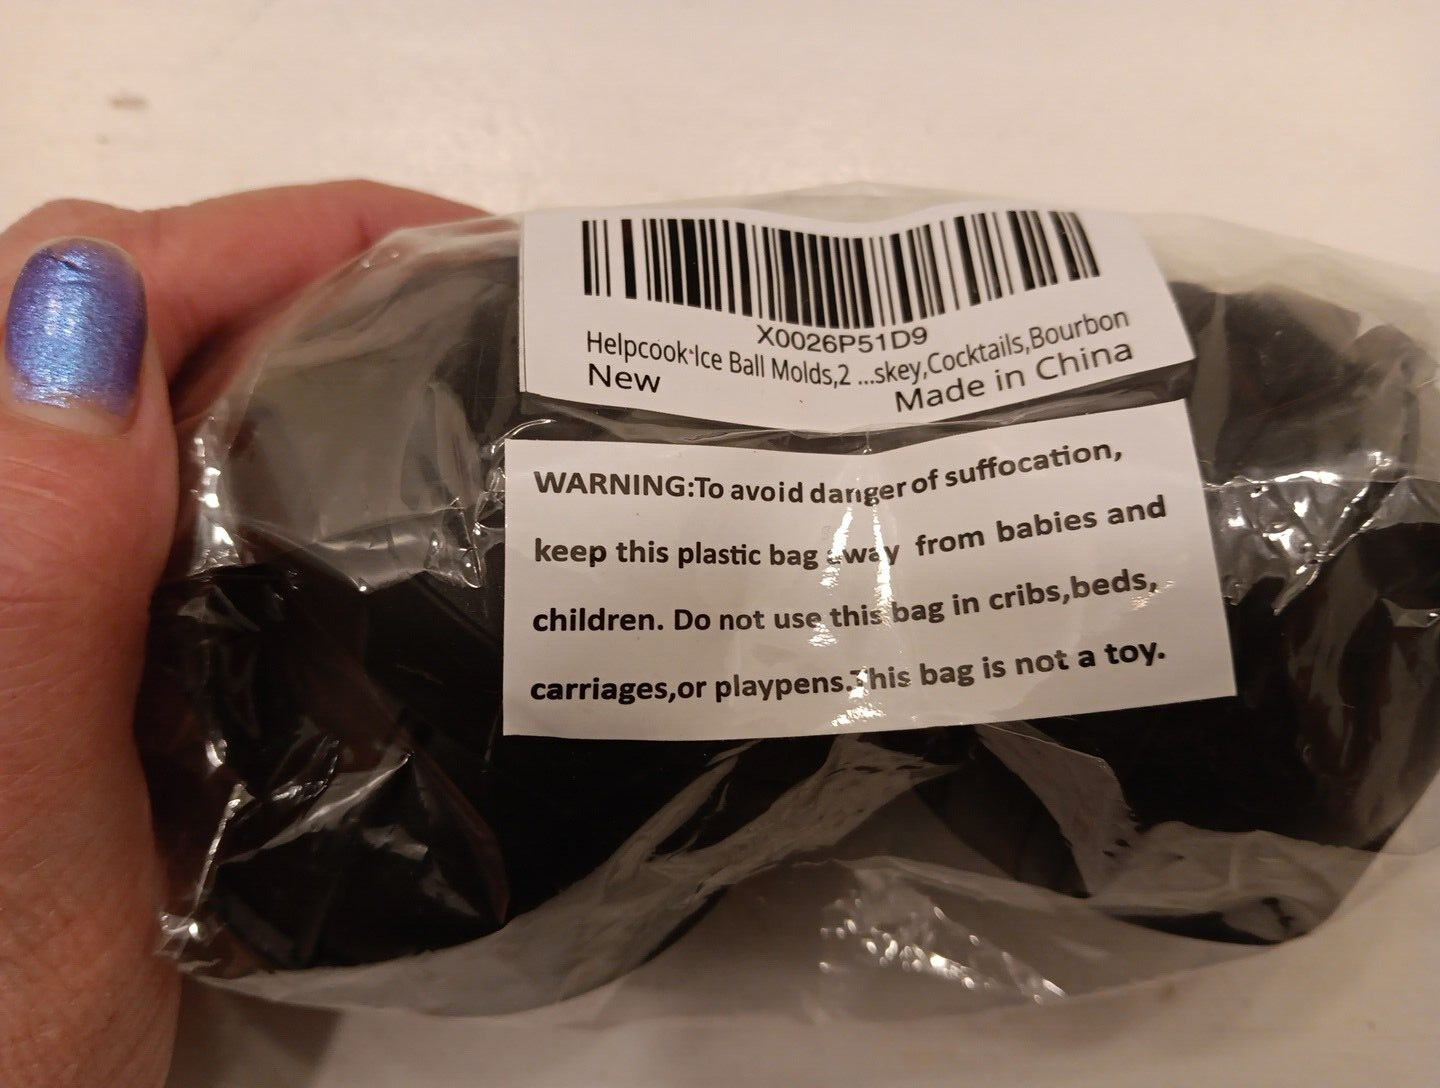 X0026P51D9
Helpcook Ice Ball Molds,2 ...skey,Cocktails,Bourbon
New
Made in China
WARNING:To avoid danger of suffocation,
keep this plastic bag away from babies and
children. Do not use this bag in cribs,beds,
carriages,or playpens.This bag is not a toy.